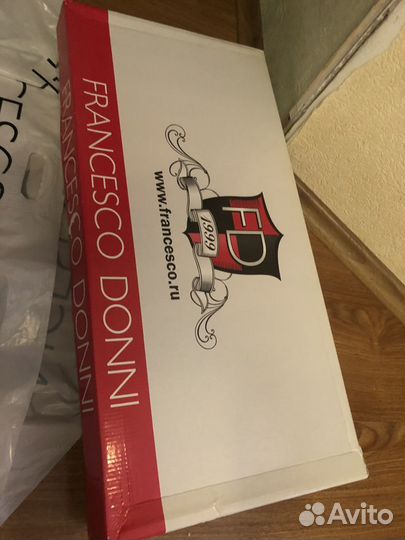 FRANCESCO DONNI
FRANCESCO DONNI
FD
1999
www.francesco.ru
Avito